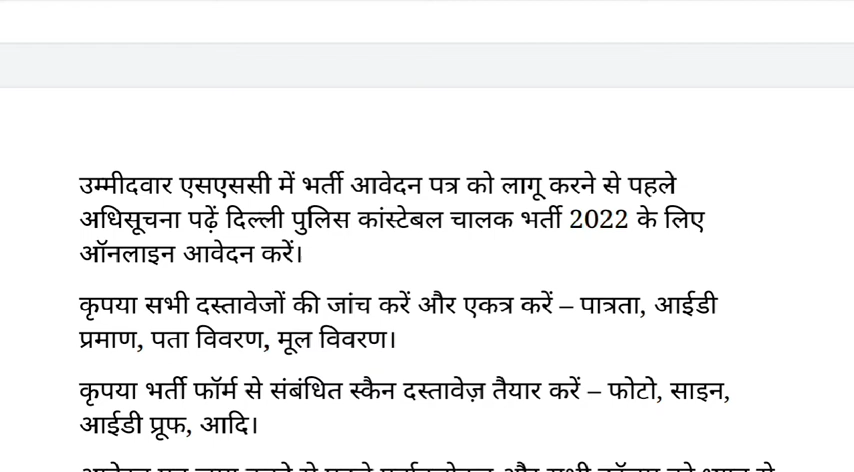 उम्मीदवार एसएससी में भर्ती आवेदन पत्र को लागू करने से पहले
अधिसूचना पढ़ें दिल्ली पुलिस कांस्टेबल चालक भर्ती 2022 के लिए
ऑनलाइन आवेदन करें।
कृपया सभी दस्तावेजों की जांच करें और एकत्र करें – पात्रता, आईडी
प्रमाण, पता विवरण, मूल विवरण।
कृपया भर्ती फॉर्म से संबंधित स्कैन दस्तावेज़ तैयार करें – फोटो, साइन,
आईडी प्रूफ, आदि।